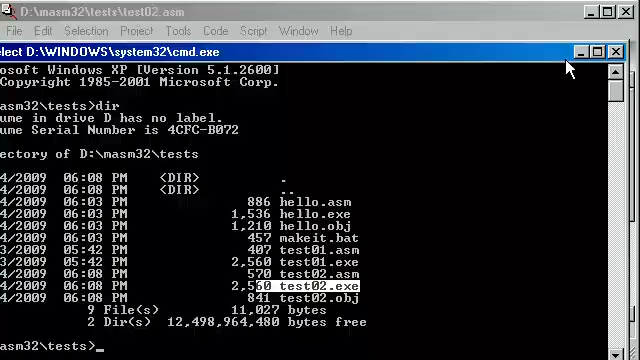 D:\masm32\tests\test02.asm
File Edit Selection Project Script Window Help
elect D:\WINDOWS\system32\cmd.exe
osoft Windows XP [Version 5.1.2600]
Copyright 1985-2001 Microsoft Corp.
asm32\tests>dir
ume in drive D has no label.
ume Serial Number is 4CFC-B072
ectory of D:\masm32\tests
4/2009 06:08 PM <DIR> .
4/2009 06:08 PM <DIR> ..
4/2009 06:03 PM 886 hello.asm
4/2009 06:03 PM 1,536 hello.exe
4/2009 06:03 PM 1,210 hello.obj
4/2009 06:03 PM 457 makeit.bat
3/2009 05:42 PM 407 test01.asm
3/2009 05:42 PM 2,560 test01.exe
4/2009 06:08 PM 570 test02.asm
4/2009 06:08 PM 2,560 test02.exe
4/2009 06:08 PM 841 test02.obj
9 File(s) 11,027 bytes
2 Dir(s) 12,498,964,480 bytes free
asm32\tests>_